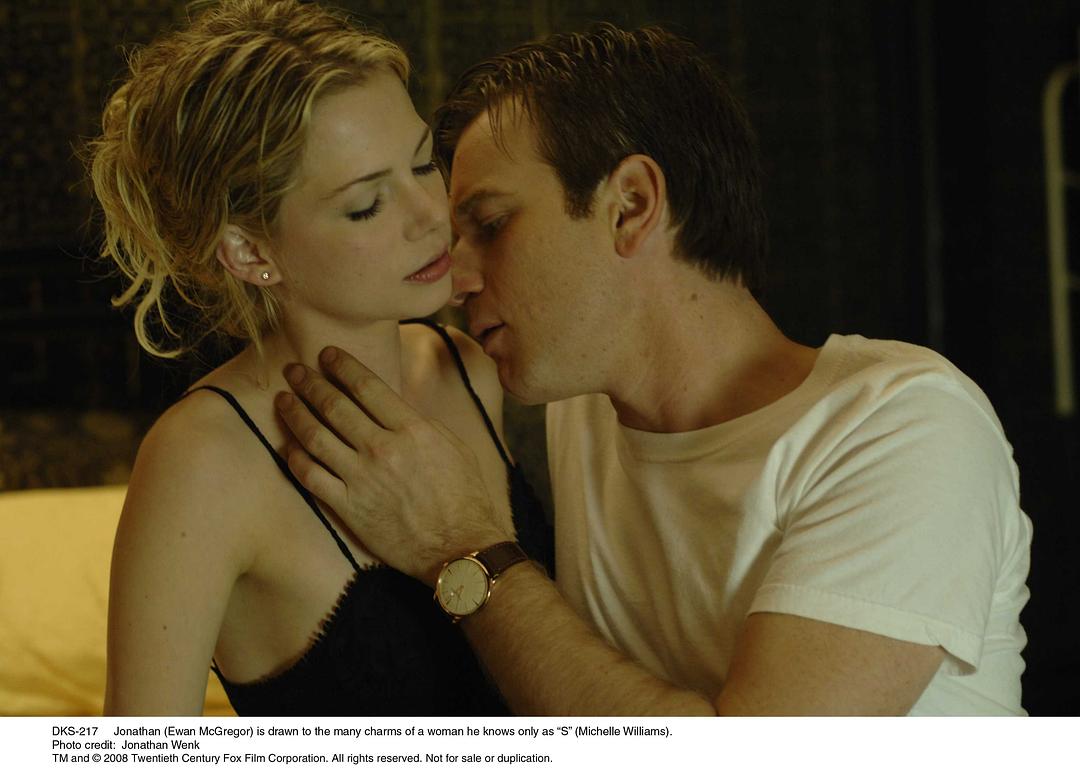 DKS-217 Jonathan (Ewan McGregor) is drawn to the many charms of a woman he knows only as “S” (Michelle Williams).
Photo credit: Jonathan Wenk
TM and © 2008 Twentieth Century Fox Film Corporation. All rights reserved. Not for sale or duplication.